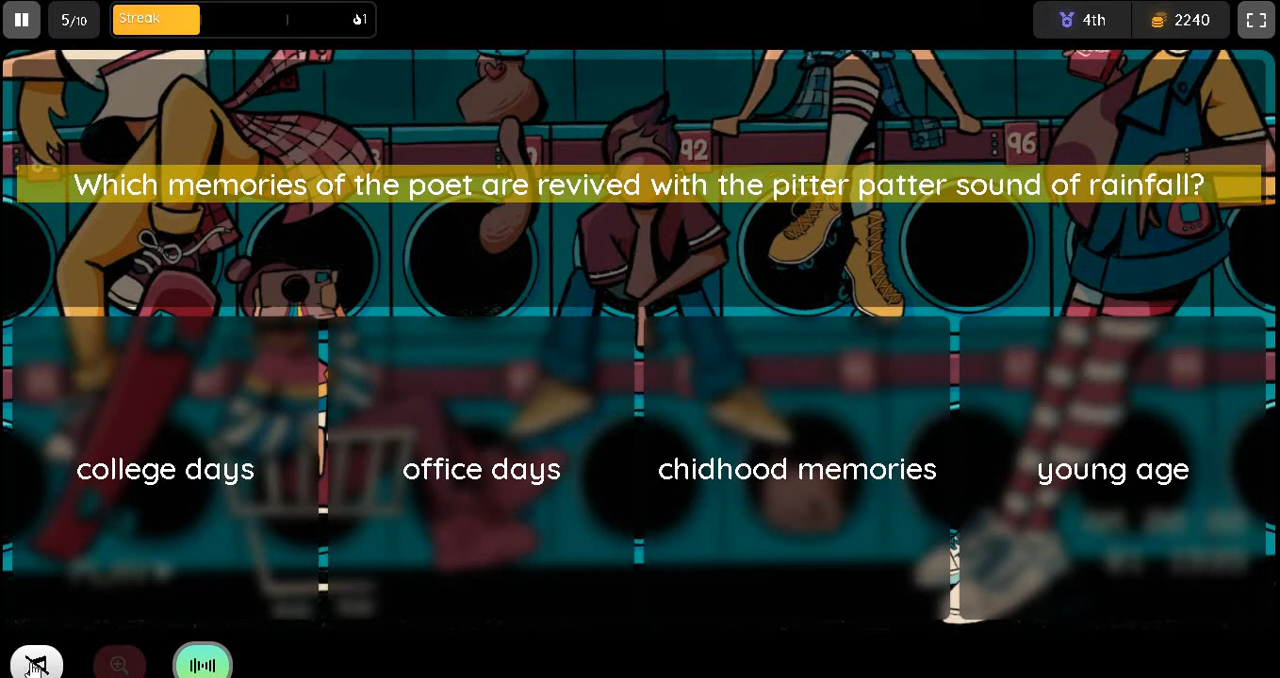 5/10
Streak
1
4th
2240
92
96
Which memories of the poet are revived with the pitter patter sound of rainfall?
college days
office days
chidhood memories
young age